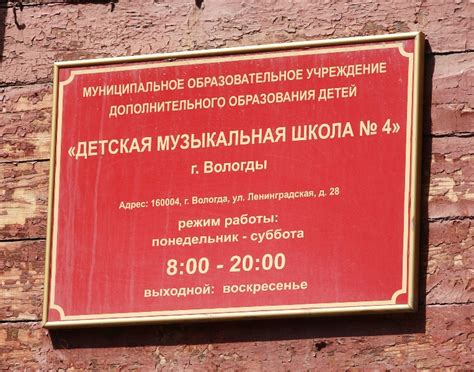 МУНИЦИПАЛЬНОЕ ОБРАЗОВАТЕЛЬНОЕ УЧРЕЖДЕНИЕ
ДОПОЛНИТЕЛЬНОГО ОБРАЗОВАНИЯ ДЕТЕЙ
«ДЕТСКАЯ МУЗЫКАЛЬНАЯ ШКОЛА № 4»
г. Вологды
Адрес: 160004, г. Вологда, ул. Ленинградская, д. 28
режим работы:
понедельник - суббота
8:00 - 20:00
выходной: воскресенье